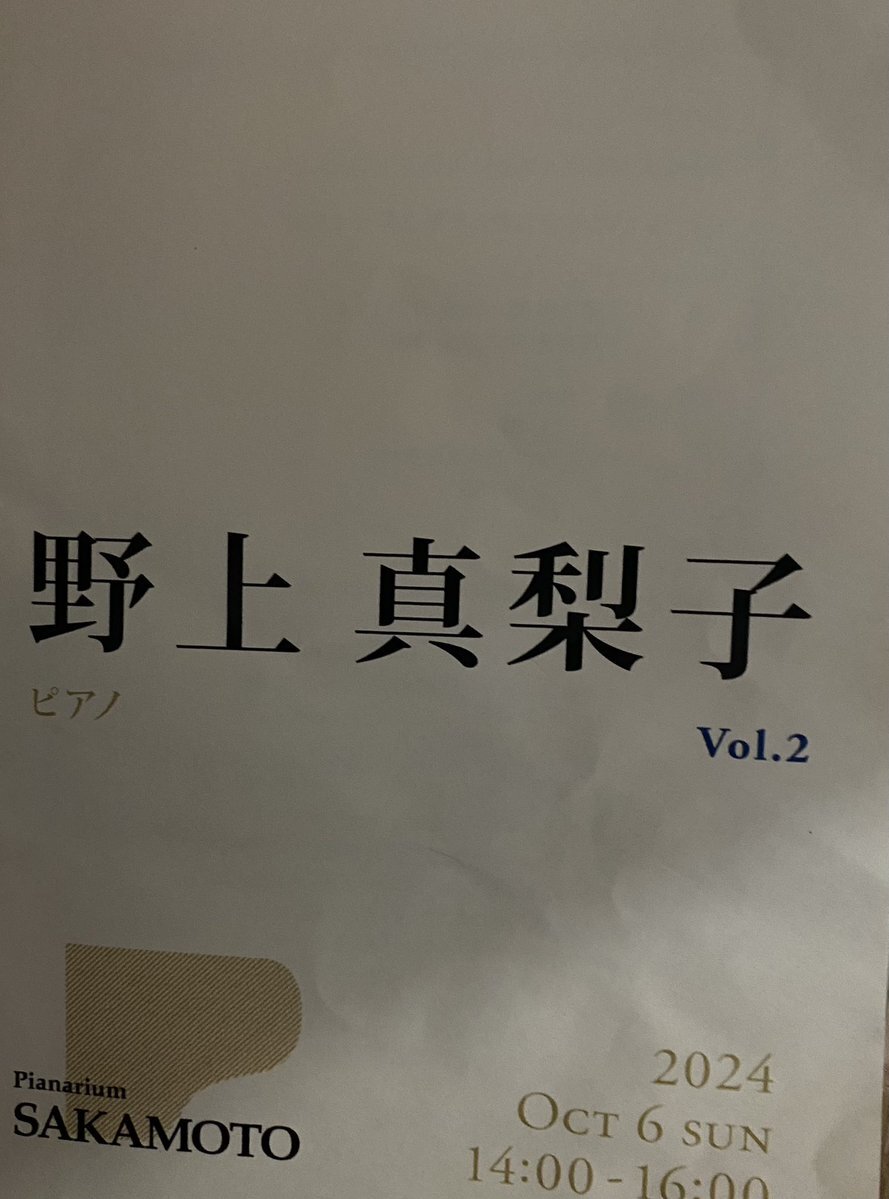 野上 真梨子
ピアノ
Vol.2
Pianarium
SAKAMOTO
2024
OCT 6 SUN
14:00-16:00